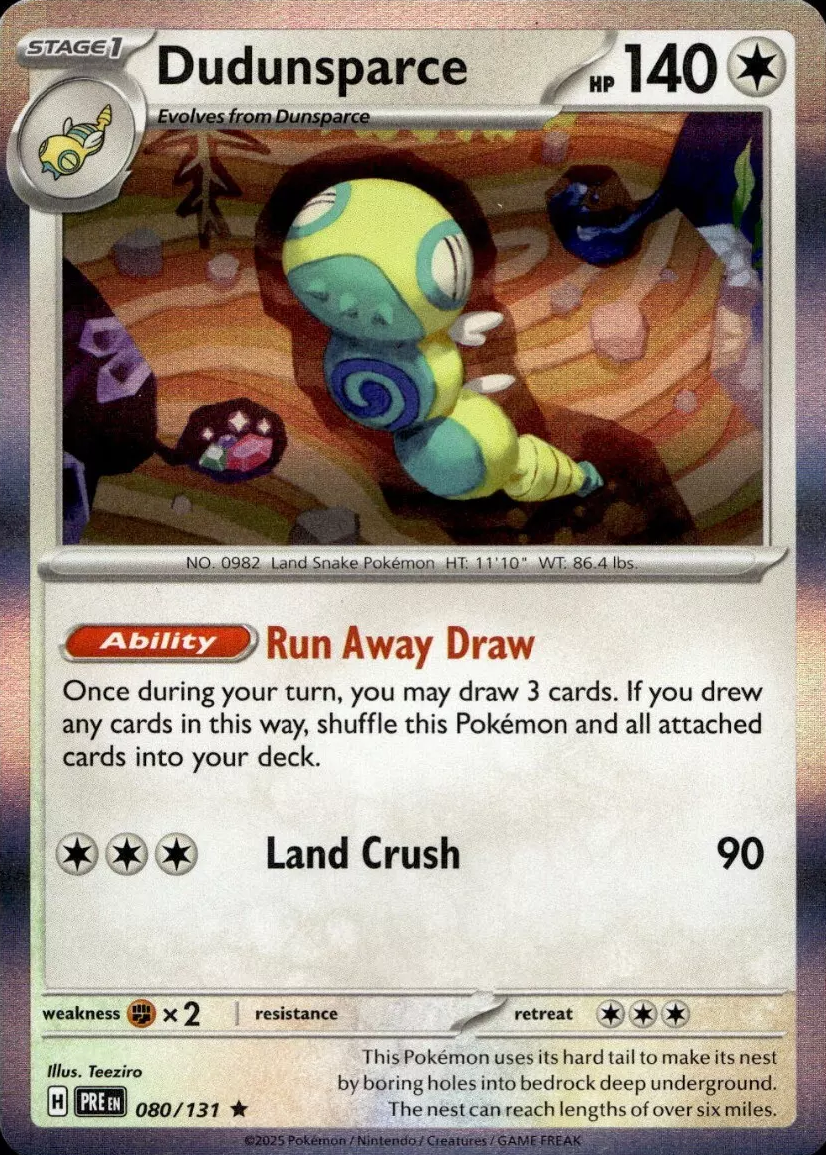 STAGE 1
Dudunsparce
HP 140
Evolves from Dunsparce
NO. 0982 Land Snake Pokémon HT: 11'10" WT: 86.4 lbs.
Ability Run Away Draw
Once during your turn, you may draw 3 cards. If you drew
any cards in this way, shuffle this Pokémon and all attached
cards into your deck.
Land Crush 90
weakness × 2 resistance retreat
Illus. Teeziro
This Pokémon uses its hard tail to make its nest
by boring holes into bedrock deep underground.
The nest can reach lengths of over six miles.
H PRE EN 080/131 ★
©2025 Pokémon / Nintendo / Creatures / GAME FREAK